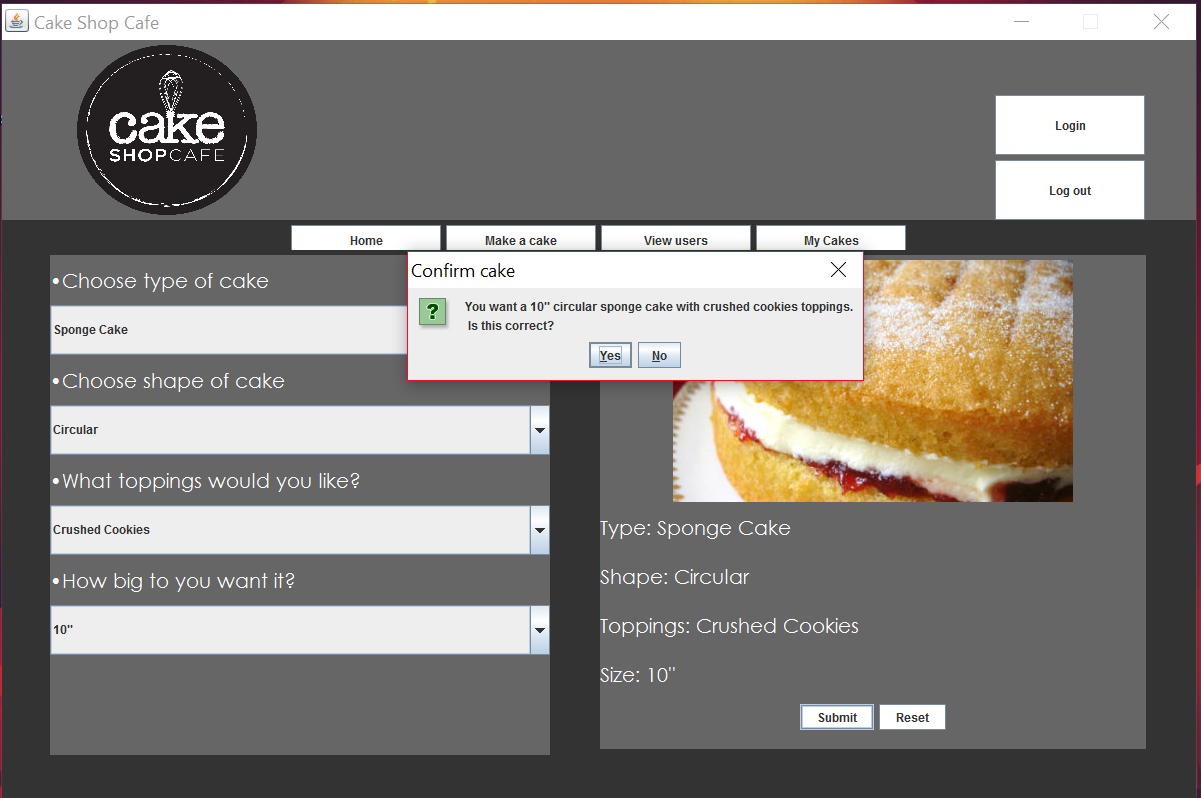 Cake Shop Cafe
cake
SHOPCAFE
Login
Log out
Home
Make a cake
View users
My Cakes
•Choose type of cake
Sponge Cake
•Choose shape of cake
Circular
•What toppings would you like?
Crushed Cookies
•How big to you want it?
10"
Confirm cake
?
You want a 10" circular sponge cake with crushed cookies toppings.
Is this correct?
Yes
No
Type: Sponge Cake
Shape: Circular
Toppings: Crushed Cookies
Size: 10"
Submit
Reset